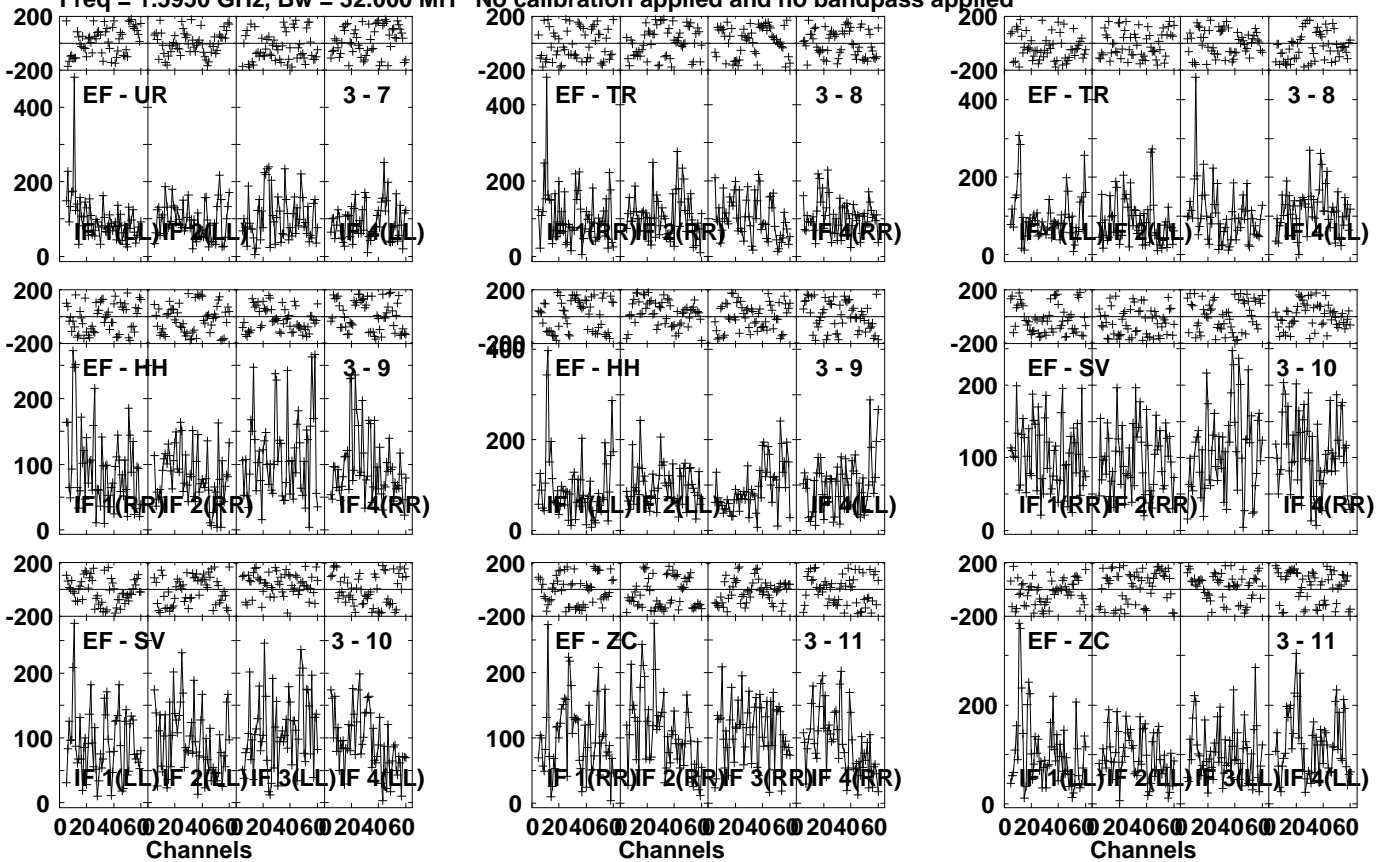 Freq = 1.5950 GHz, Bw = 32.000 MH No calibration applied and no bandpass applied
200 200 200
-200 -200 -200
EF - UR 3 - 7 EF - TR 3 - 8 EF - TR 3 - 8
400 400 400
200 200 200
IF 1(LL) IF 2(LL) IF 4(LL) IF 1(RR) IF 2(RR) IF 4(RR) IF 1(LL) IF 2(LL) IF 4(LL)
0 0 0
200 200 200
-200 -200 -200
400
EF - HH 3 - 9 EF - HH 3 - 9 EF - SV 3 - 10
200 200 200
100 100
IF 1(RR) IF 2(RR) IF 4(RR) IF 1(LL) IF 2(LL) IF 4(LL) IF 1(RR) IF 2(RR) IF 4(RR)
0 0 0
200 200 200
-200 -200 -200
EF - SV 3 - 10 EF - ZC 3 - 11 EF - ZC 3 - 11
200 200 200
100 100
IF 1(LL) IF 2(LL) IF 3(LL) IF 4(LL) IF 1(RR) IF 2(RR) IF 3(RR) IF 4(RR) IF 1(LL) IF 2(LL) IF 3(LL) IF 4(LL)
0 0 0
0 20 40 60 0 20 40 60 0 20 40 60 0 20 40 60 0 20 40 60 0 20 40 60 0 20 40 60 0 20 40 60 0 20 40 60 0 20 40 60 0 20 40 60 0 20 40 60
Channels Channels Channels